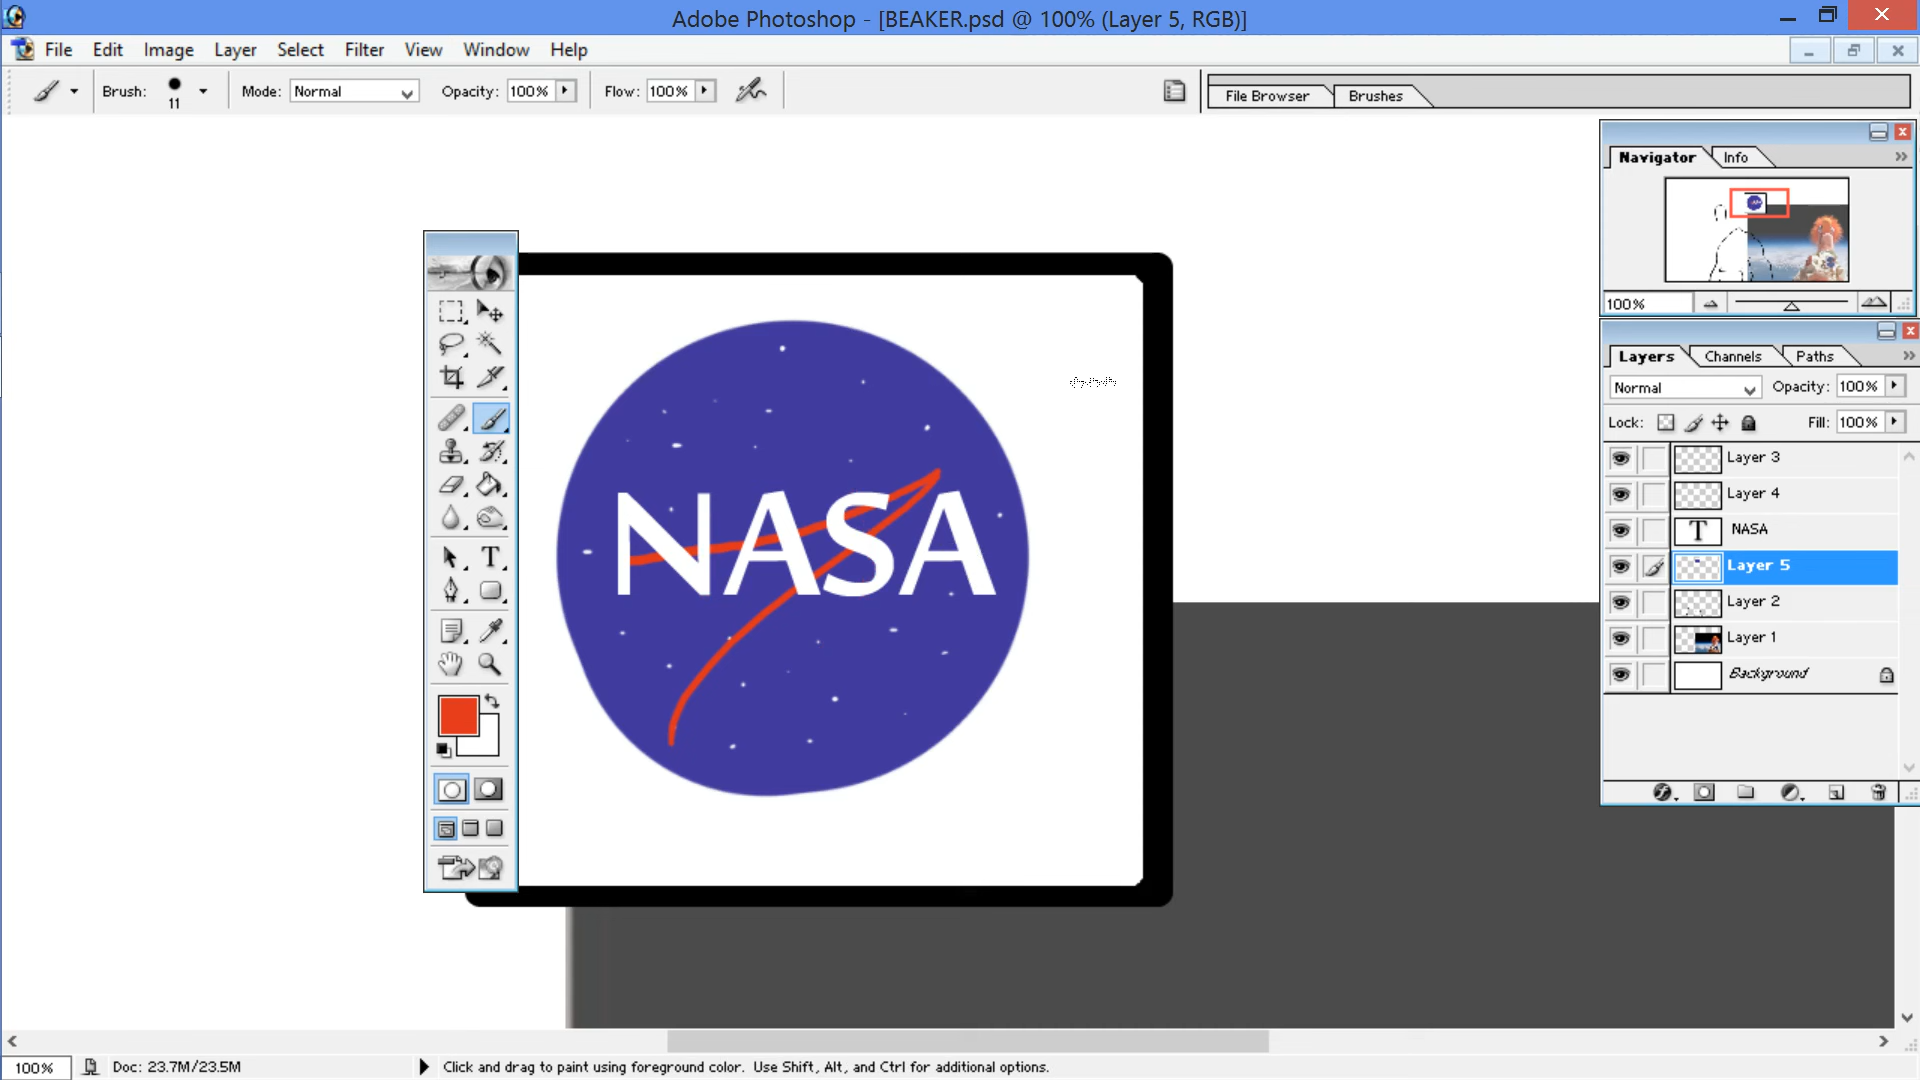 Adobe Photoshop - [BEAKER.psd @ 100% (Layer 5, RGB)]
File Edit Image Layer Select Filter View Window Help
Brush: 11 Mode: Normal Opacity: 100% Flow: 100% File Browser Brushes
Navigator Info
100%
Layers Channels Paths
Normal Opacity: 100%
Lock: Fill: 100%
Layer 3
Layer 4
T NASA
Layer 5
Layer 2
Layer 1
Background
T
NASA
100% Doc: 23.7M/23.5M Click and drag to paint using foreground color. Use Shift, Alt, and Ctrl for additional options.